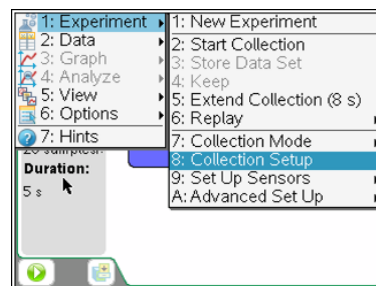 1: Experiment
2: Data
3: Graph
4: Analyze
5: View
6: Options
7: Hints
1: New Experiment
2: Start Collection
3: Store Data Set
4: Keep
5: Extend Collection (8 s)
6: Replay
7: Collection Mode
8: Collection Setup
9: Set Up Sensors
A: Advanced Set Up
Duration:
5 s